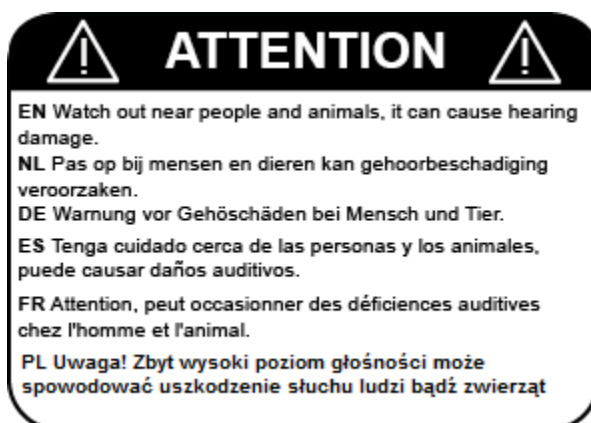 ATTENTION
EN Watch out near people and animals, it can cause hearing
damage.
NL Pas op bij mensen en dieren kan gehoorbeschadiging
veroorzaken.
DE Warnung vor Gehöschäden bei Mensch und Tier.
ES Tenga cuidado cerca de las personas y los animales,
puede causar daños auditivos.
FR Attention, peut occasionner des déficiences auditives
chez l'homme et l'animal.
PL Uwaga! Zbyt wysoki poziom głośności może
spowodować uszkodzenie słuchu ludzi bądź zwierząt